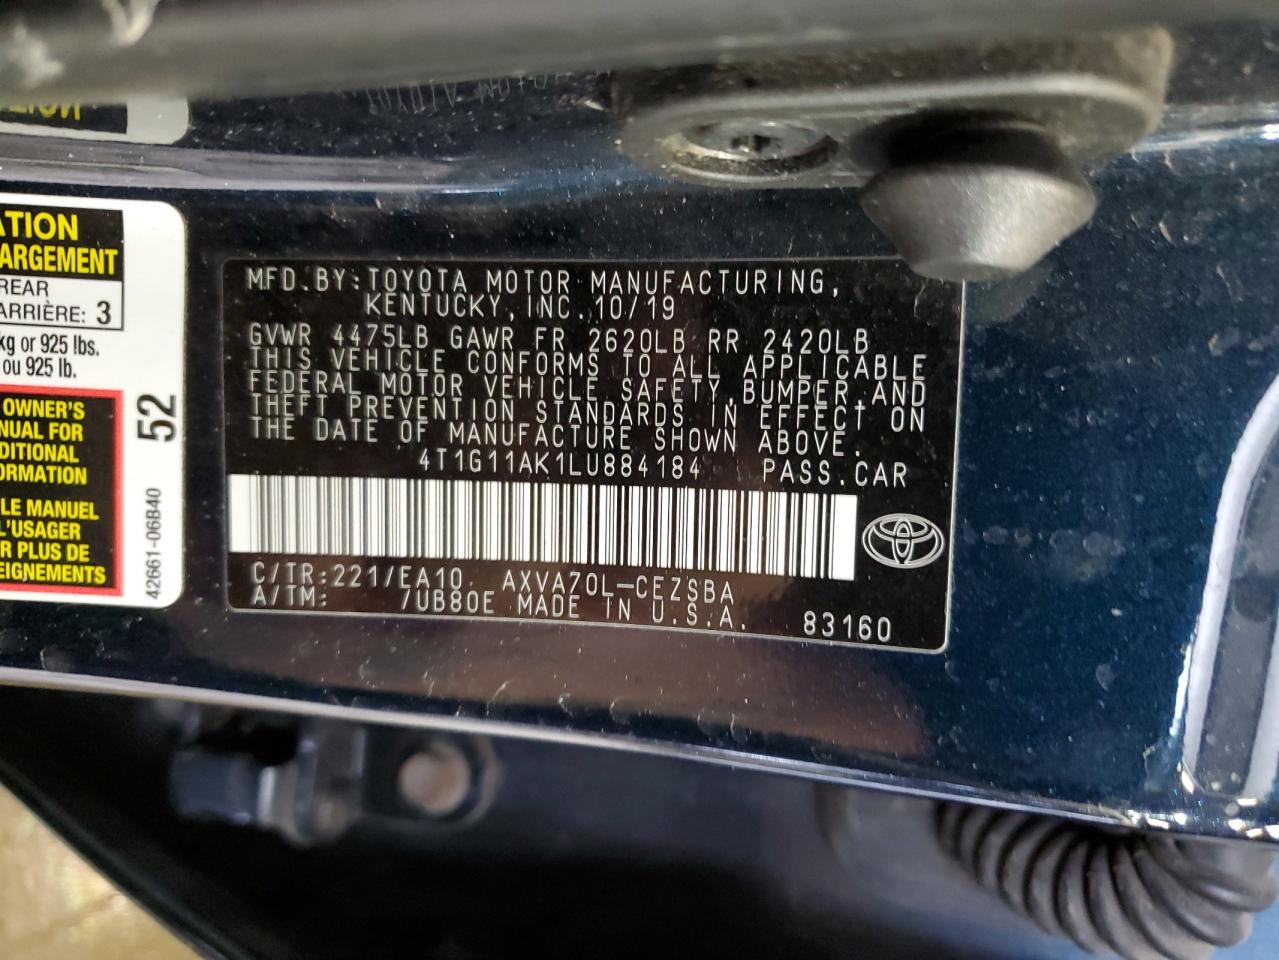 ATION
ARGEMENT
REAR
ARRIÈRE: 3
kg or 925 lbs.
ou 925 lb.
OWNER'S
NUAL FOR
DITIONAL
ORMATION
LE MANUEL
L'USAGER
R PLUS DE
EIGNEMENTS
52
42661-06B40
MFD.BY:TOYOTA MOTOR MANUFACTURING,
KENTUCKY,INC.10/19
GVWR 4475LB GAWR FR 2620LB RR 2420LB
THIS VEHICLE CONFORMS TO ALL APPLICABLE
FEDERAL MOTOR VEHICLE SAFETY,BUMPER,AND
THEFT PREVENTION STANDARDS IN EFFECT ON
THE DATE OF MANUFACTURE SHOWN ABOVE.
4T1G11AK1LU884184 PASS.CAR
C/TR:221/EA10 AXVA70L-CEZSBA
A/TM: /UB80E MADE IN U.S.A. 83160